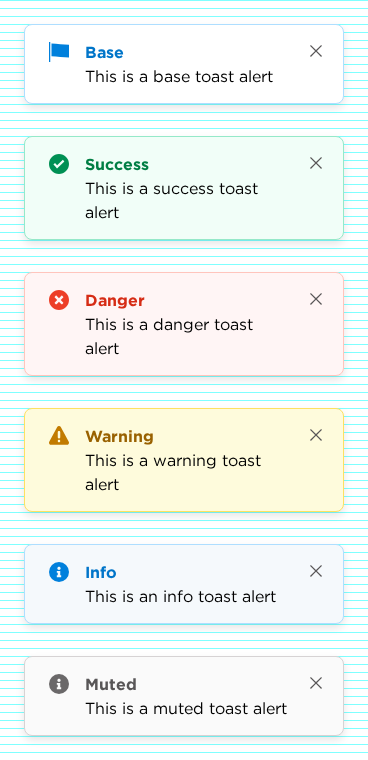 Base
This is a base toast alert
Success
This is a success toast
alert
Danger
This is a danger toast
alert
Warning
This is a warning toast
alert
Info
This is an info toast alert
Muted
This is a muted toast alert